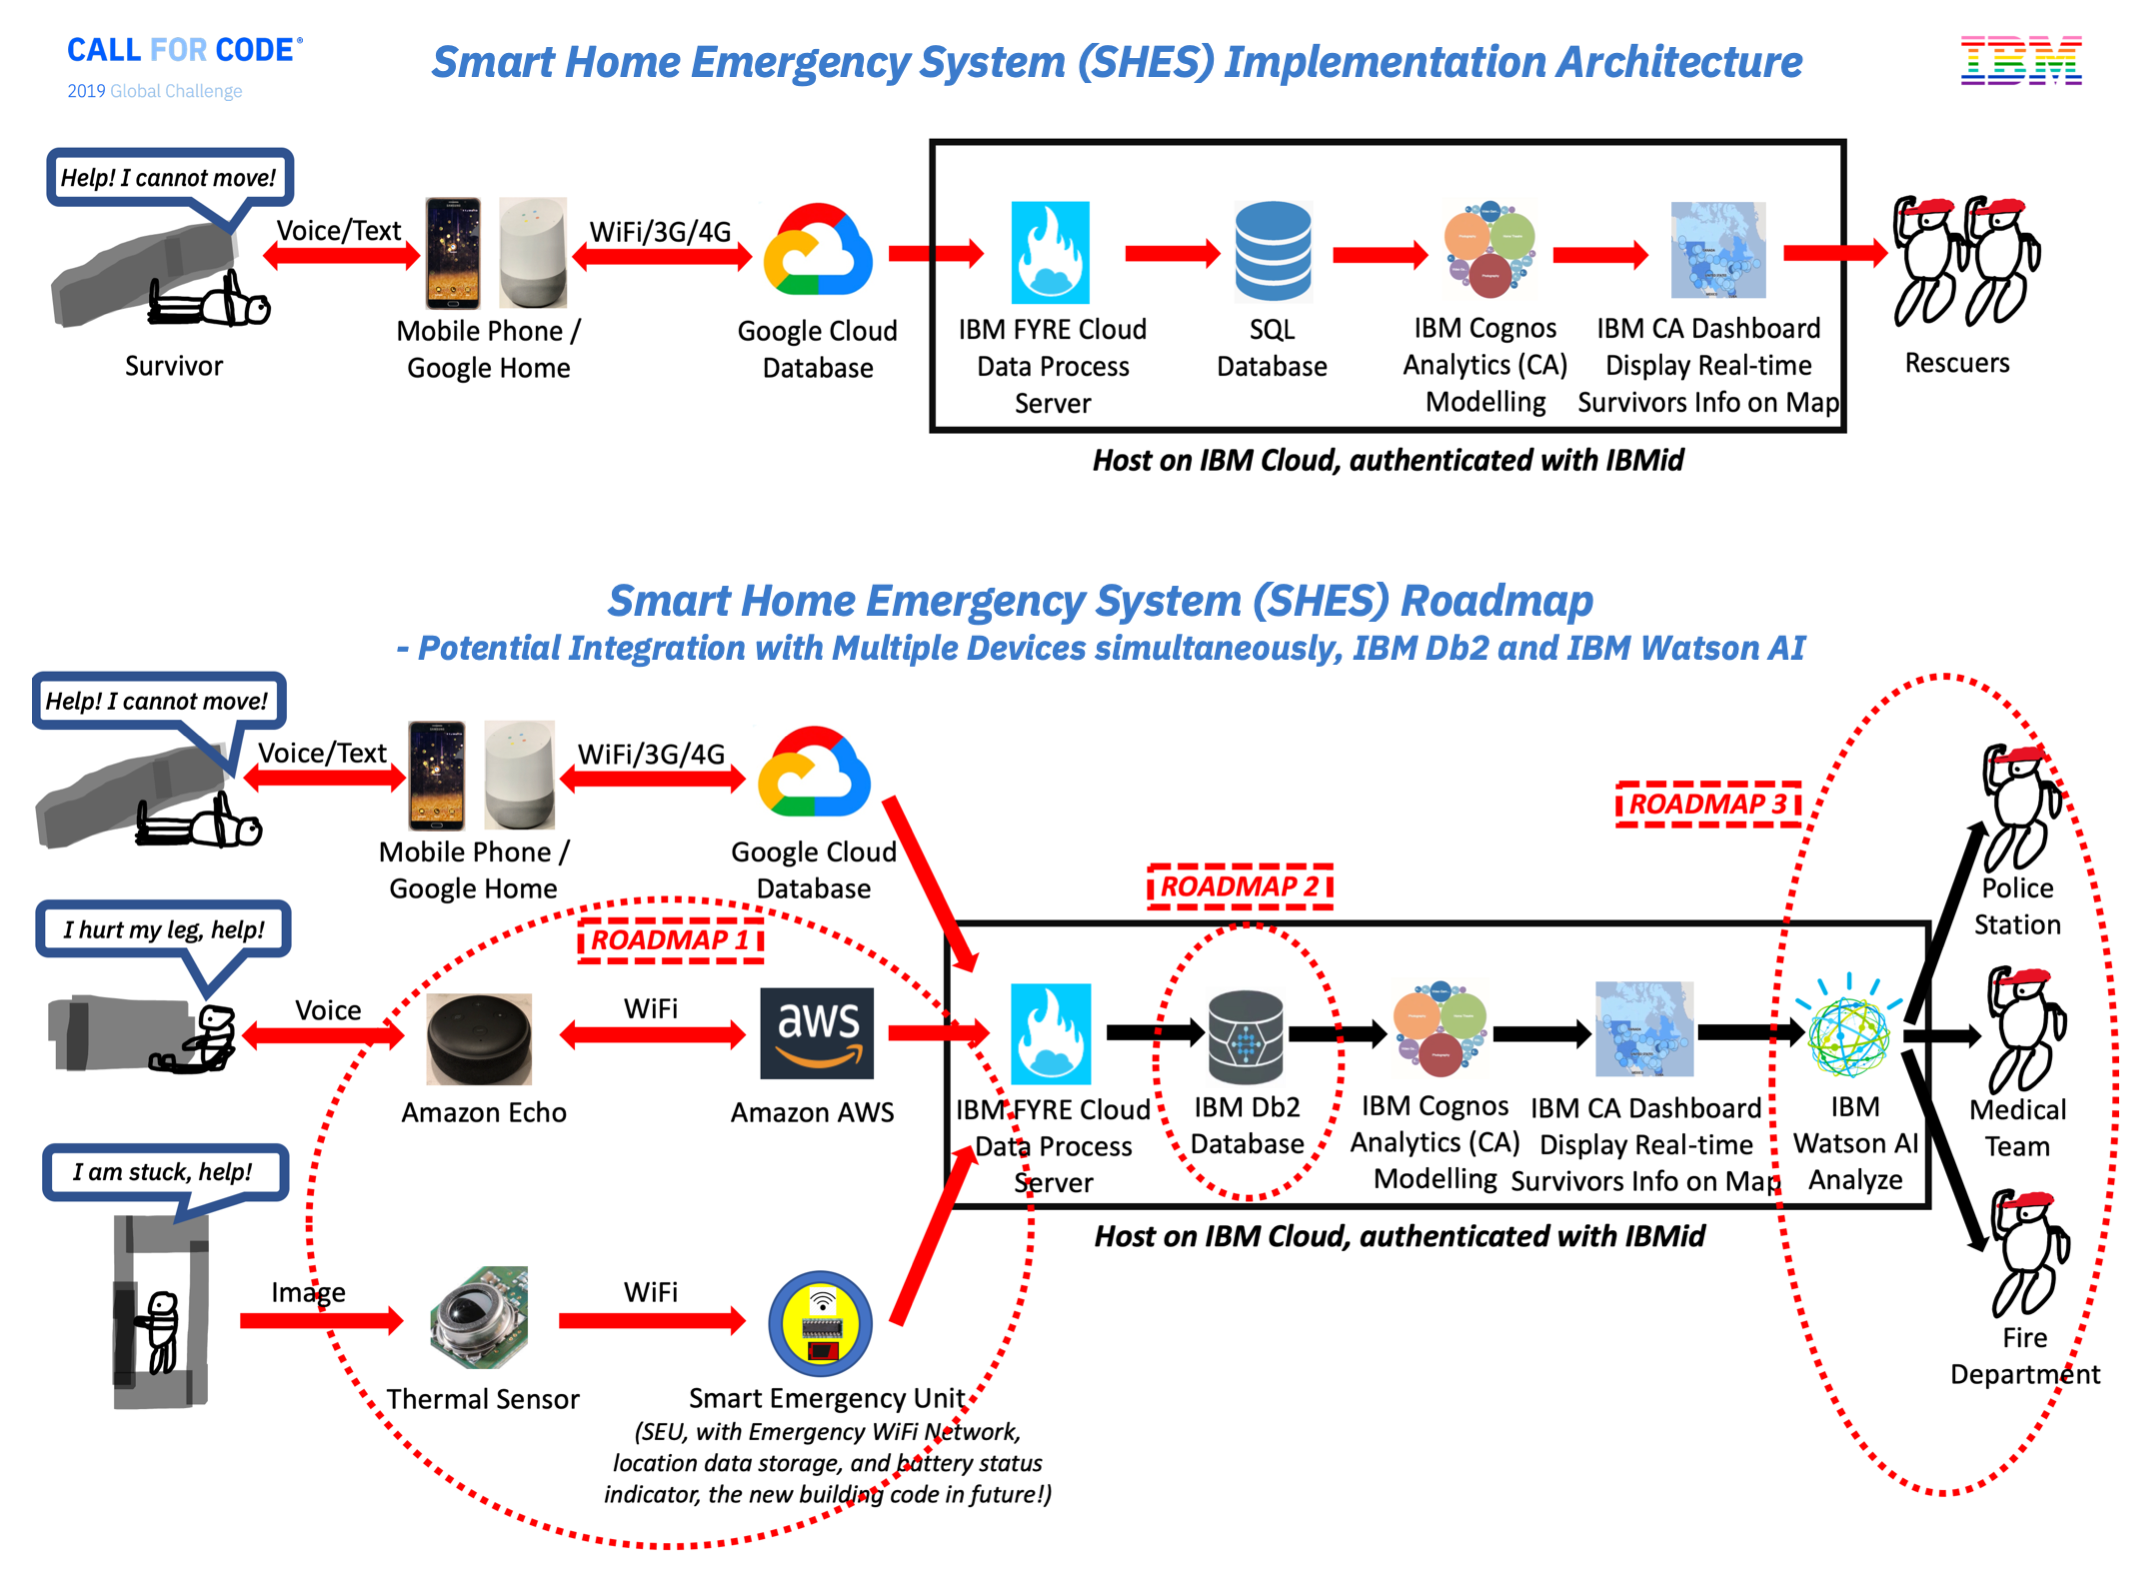 CALL FOR CODE®
2019 Global Challenge
Smart Home Emergency System (SHES) Implementation Architecture
IBM
Help! I cannot move!
Voice/Text
WiFi/3G/4G
Survivor
Mobile Phone /
Google Home
Google Cloud
Database
IBM FYRE Cloud
Data Process
Server
SQL
Database
IBM Cognos
Analytics (CA)
Modelling
IBM CA Dashboard
Display Real-time
Survivors Info on Map
Rescuers
Host on IBM Cloud, authenticated with IBMid
Smart Home Emergency System (SHES) Roadmap
- Potential Integration with Multiple Devices simultaneously, IBM Db2 and IBM Watson AI
Help! I cannot move!
Voice/Text
WiFi/3G/4G
Mobile Phone /
Google Home
Google Cloud
Database
ROADMAP 3
ROADMAP 2
ROADMAP 1
Police
Station
I hurt my leg, help!
Voice
WiFi
aws
Amazon Echo
Amazon AWS
IBM FYRE Cloud
Data Process
Server
IBM Db2
Database
IBM Cognos
Analytics (CA)
Modelling
IBM CA Dashboard
Display Real-time
Survivors Info on Map
IBM
Watson AI
Analyze
Medical
Team
Host on IBM Cloud, authenticated with IBMid
I am stuck, help!
Image
WiFi
Thermal Sensor
Smart Emergency Unit
(SEU, with Emergency WiFi Network,
location data storage, and battery status
indicator, the new building code in future!)
Fire
Department